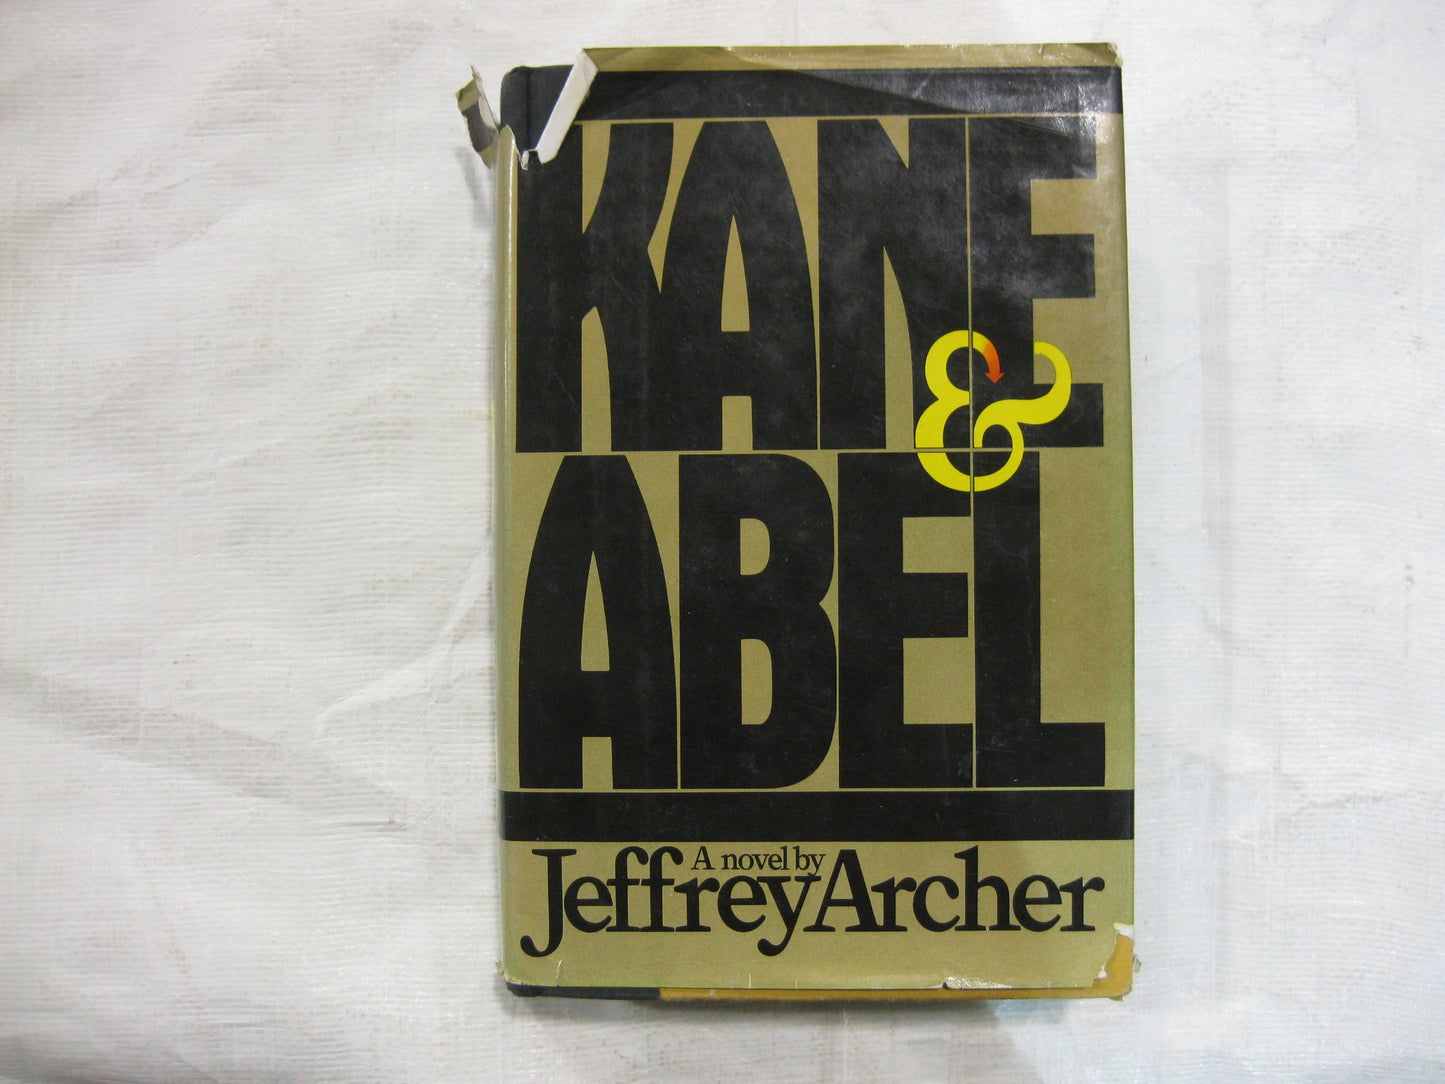 KANE
&
ABEL
A novel by
Jeffrey Archer